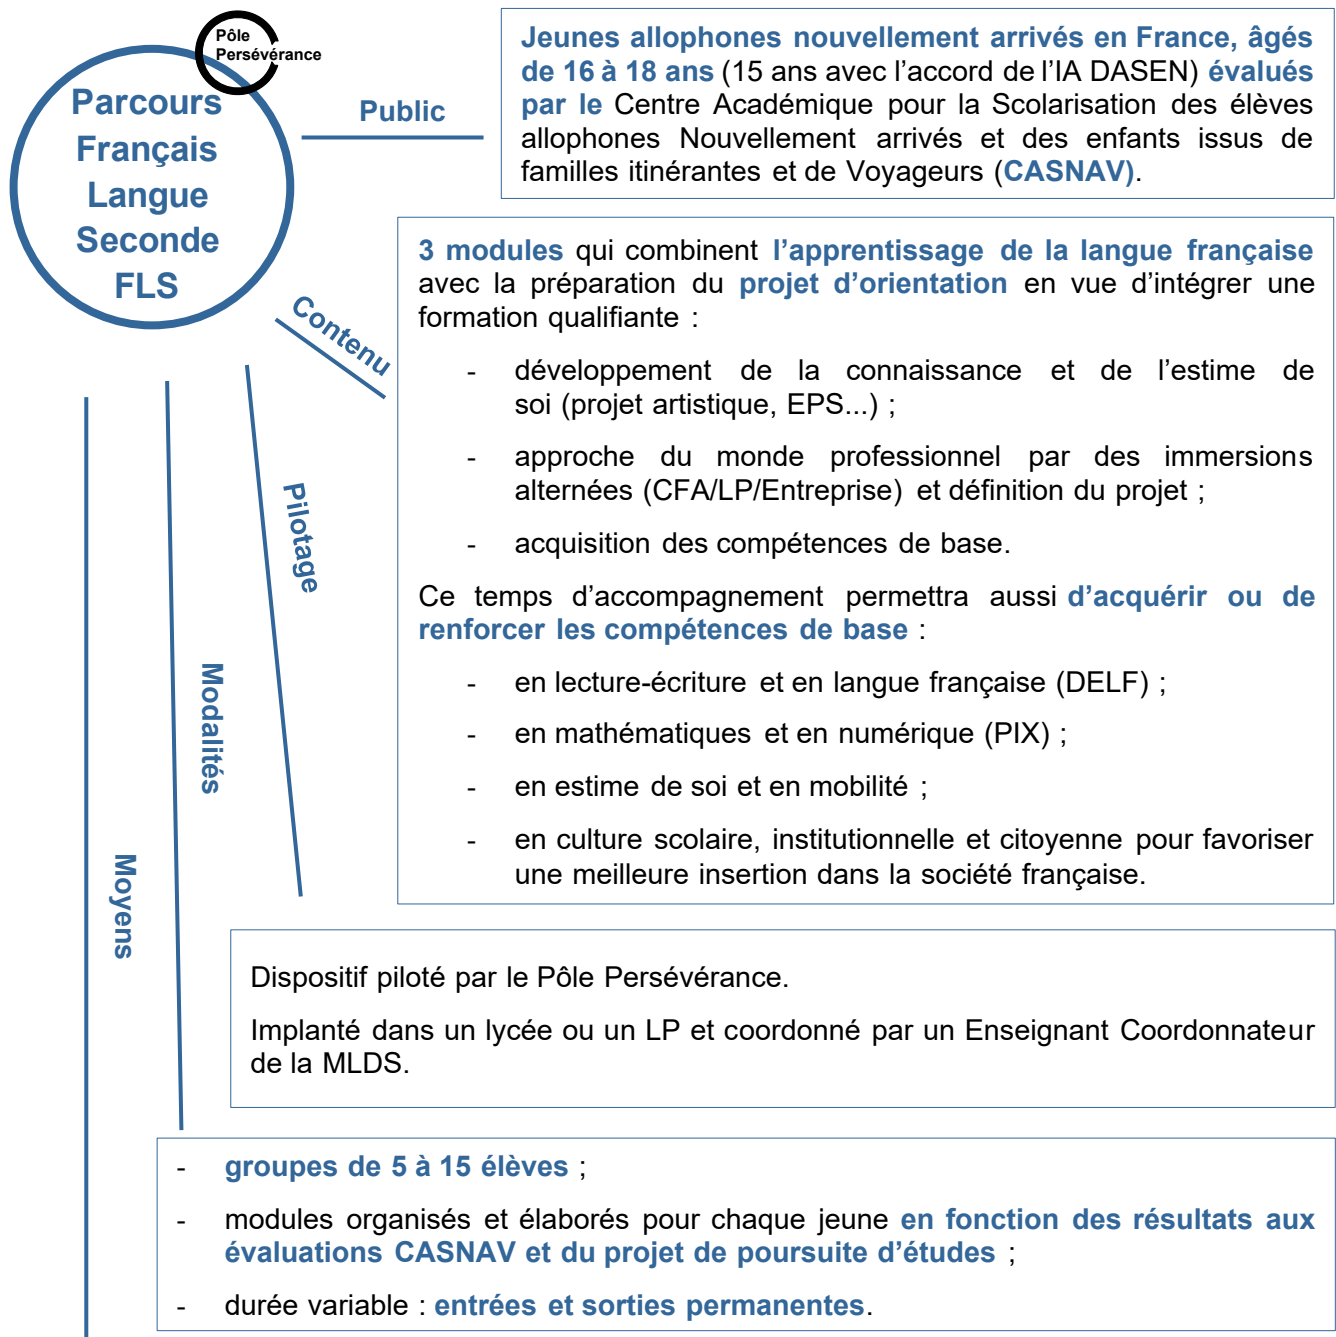 Pôle
Persévérance
Parcours
Français
Langue
Seconde
FLS
Public
Jeunes allophones nouvellement arrivés en France, âgés
de 16 à 18 ans (15 ans avec l’accord de l’IA DASEN) évalués
par le Centre Académique pour la Scolarisation des élèves
allophones Nouvellement arrivés et des enfants issus de
familles itinérantes et de Voyageurs (CASNAV).
Contenu
3 modules qui combinent l’apprentissage de la langue française
avec la préparation du projet d’orientation en vue d’intégrer une
formation qualifiante :
- développement de la connaissance et de l’estime de
soi (projet artistique, EPS...) ;
- approche du monde professionnel par des immersions
alternées (CFA/LP/Entreprise) et définition du projet ;
- acquisition des compétences de base.
Ce temps d’accompagnement permettra aussi d’acquérir ou de
renforcer les compétences de base :
- en lecture-écriture et en langue française (DELF) ;
- en mathématiques et en numérique (PIX) ;
- en estime de soi et en mobilité ;
- en culture scolaire, institutionnelle et citoyenne pour favoriser
une meilleure insertion dans la société française.
Pilotage
Dispositif piloté par le Pôle Persévérance.
Implanté dans un lycée ou un LP et coordonné par un Enseignant Coordonnateur
de la MLDS.
Modalités
- groupes de 5 à 15 élèves ;
- modules organisés et élaborés pour chaque jeune en fonction des résultats aux
évaluations CASNAV et du projet de poursuite d’études ;
- durée variable : entrées et sorties permanentes.
Moyens